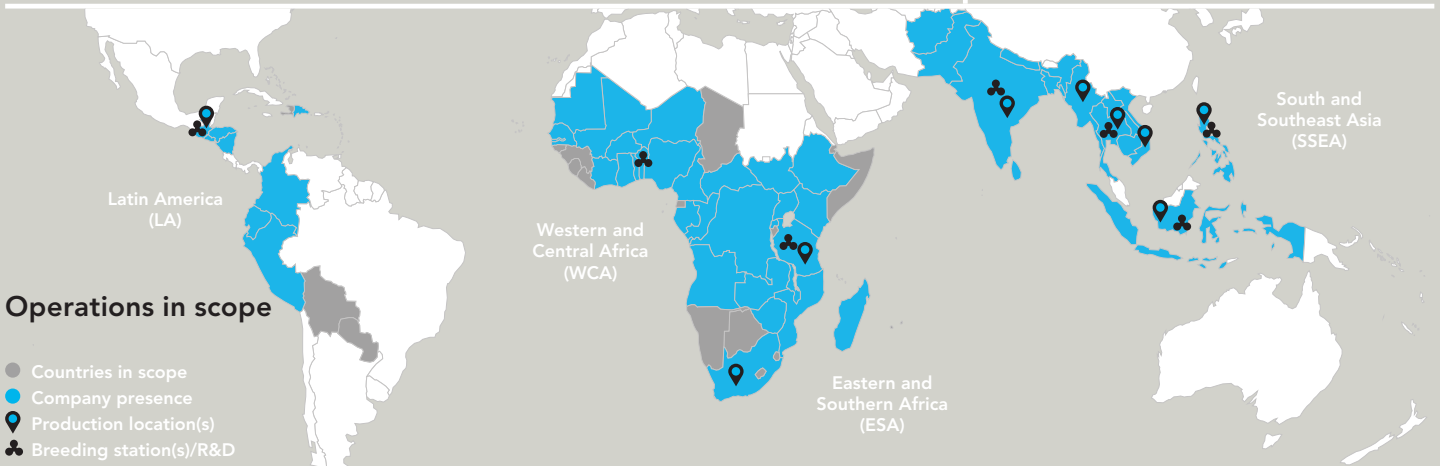 South and
Southeast Asia
(SSEA)
Latin America
(LA)
Western and
Central Africa
(WCA)
Operations in scope
Countries in scope
Company presence
Production location(s)
Breeding station(s)/R&D
Eastern and
Southern Africa
(ESA)